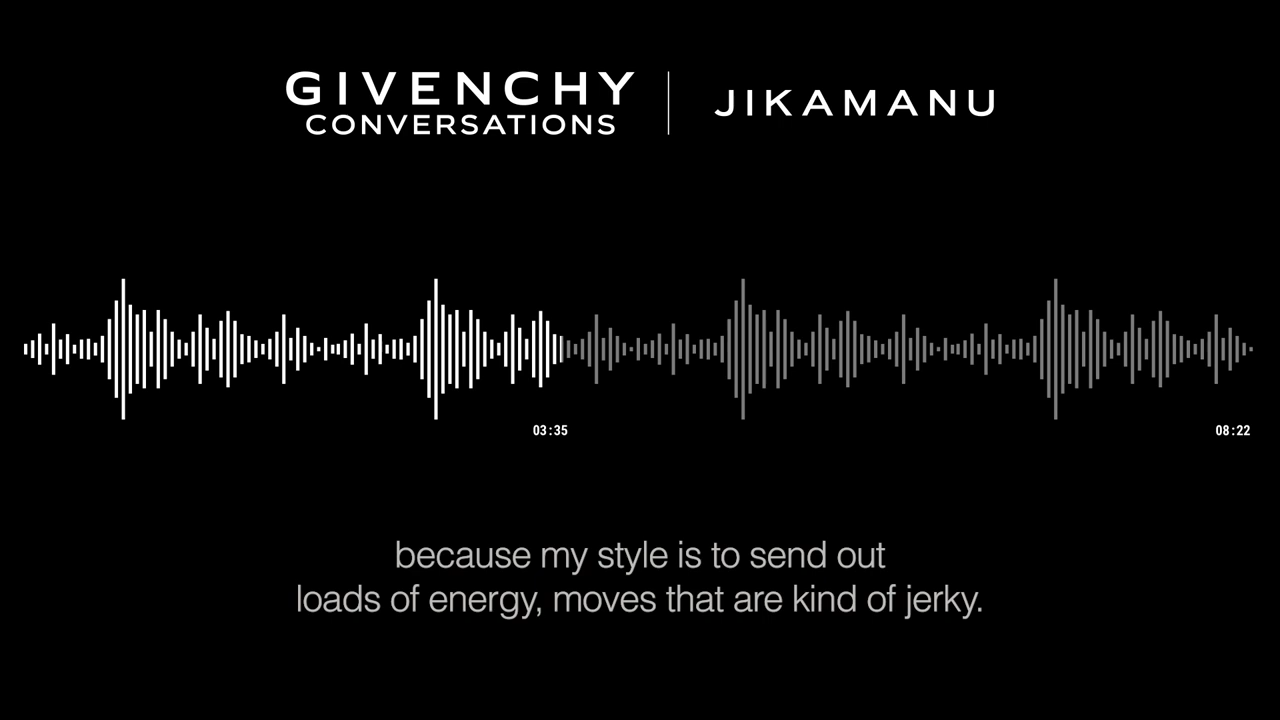 GIVENCHY
CONVERSATIONS
JIKAMANU
03:35
08:22
because my style is to send out
loads of energy, moves that are kind of jerky.